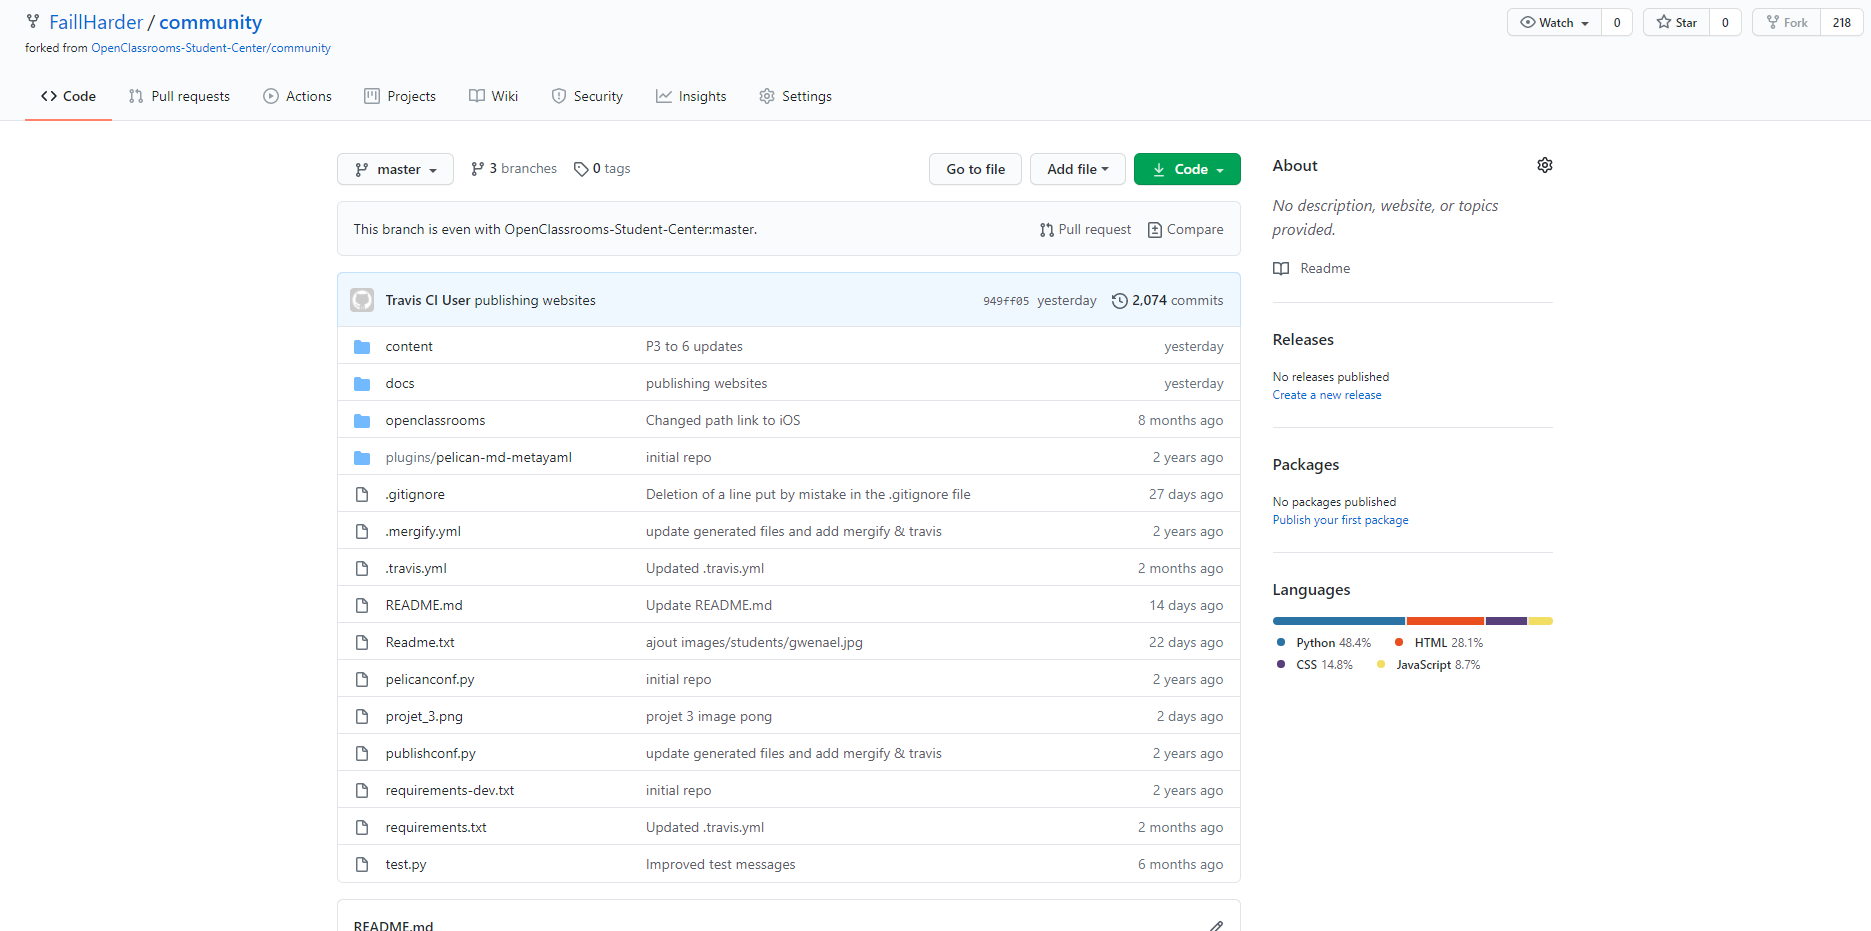 FaillHarder / community
Watch 0 Star 0 Fork 218
forked from OpenClassrooms-Student-Center/community
Code Pull requests Actions Projects Wiki Security Insights Settings
master 3 branches 0 tags Go to file Add file Code
This branch is even with OpenClassrooms-Student-Center:master. Pull request Compare
Travis CI User publishing websites 949ff05 yesterday 2,074 commits
content P3 to 6 updates yesterday
docs publishing websites yesterday
openclassrooms Changed path link to iOS 8 months ago
plugins/pelican-md-metayaml initial repo 2 years ago
.gitignore Deletion of a line put by mistake in the .gitignore file 27 days ago
.mergify.yml update generated files and add mergify & travis 2 years ago
.travis.yml Updated .travis.yml 2 months ago
README.md Update README.md 14 days ago
Readme.txt ajout images/students/gwenael.jpg 22 days ago
pelicanconf.py initial repo 2 years ago
projet_3.png projet 3 image pong 2 days ago
publishconf.py update generated files and add mergify & travis 2 years ago
requirements-dev.txt initial repo 2 years ago
requirements.txt Updated .travis.yml 2 months ago
test.py Improved test messages 6 months ago
README.md
About
No description, website, or topics
provided.
Readme
Releases
No releases published
Create a new release
Packages
No packages published
Publish your first package
Languages
Python 48.4% HTML 28.1%
CSS 14.8% JavaScript 8.7%